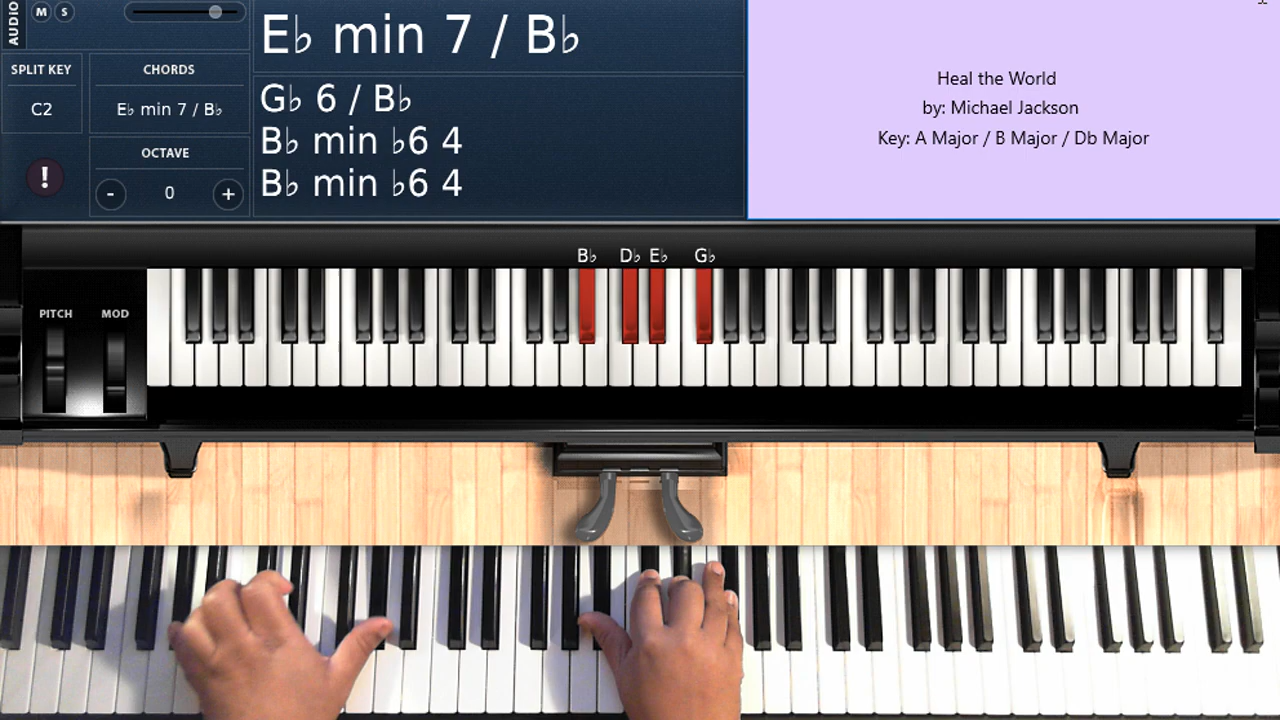 AUDIO
M S
SPLIT KEY
C2
!
CHORDS
E♭ min 7 / B♭
OCTAVE
- 0 +
E♭ min 7 / B♭
G♭ 6 / B♭
B♭ min ♭6 4
B♭ min ♭6 4
Heal the World
by: Michael Jackson
Key: A Major / B Major / Db Major
B♭ D♭ E♭ G♭
PITCH MOD